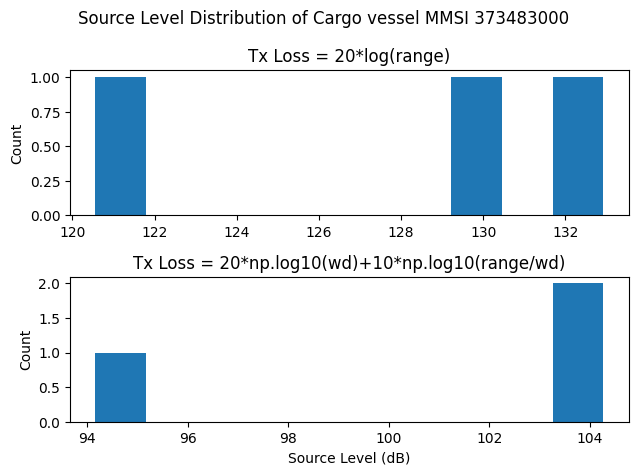 Source Level Distribution of Cargo vessel MMSI 373483000
Tx Loss = 20*log(range)
1.00
0.75
0.50
0.25
0.00
Count
120 122 124 126 128 130 132
Tx Loss = 20*np.log10(wd)+10*np.log10(range/wd)
2.0
1.5
1.0
0.5
0.0
Count
94 96 98 100 102 104
Source Level (dB)